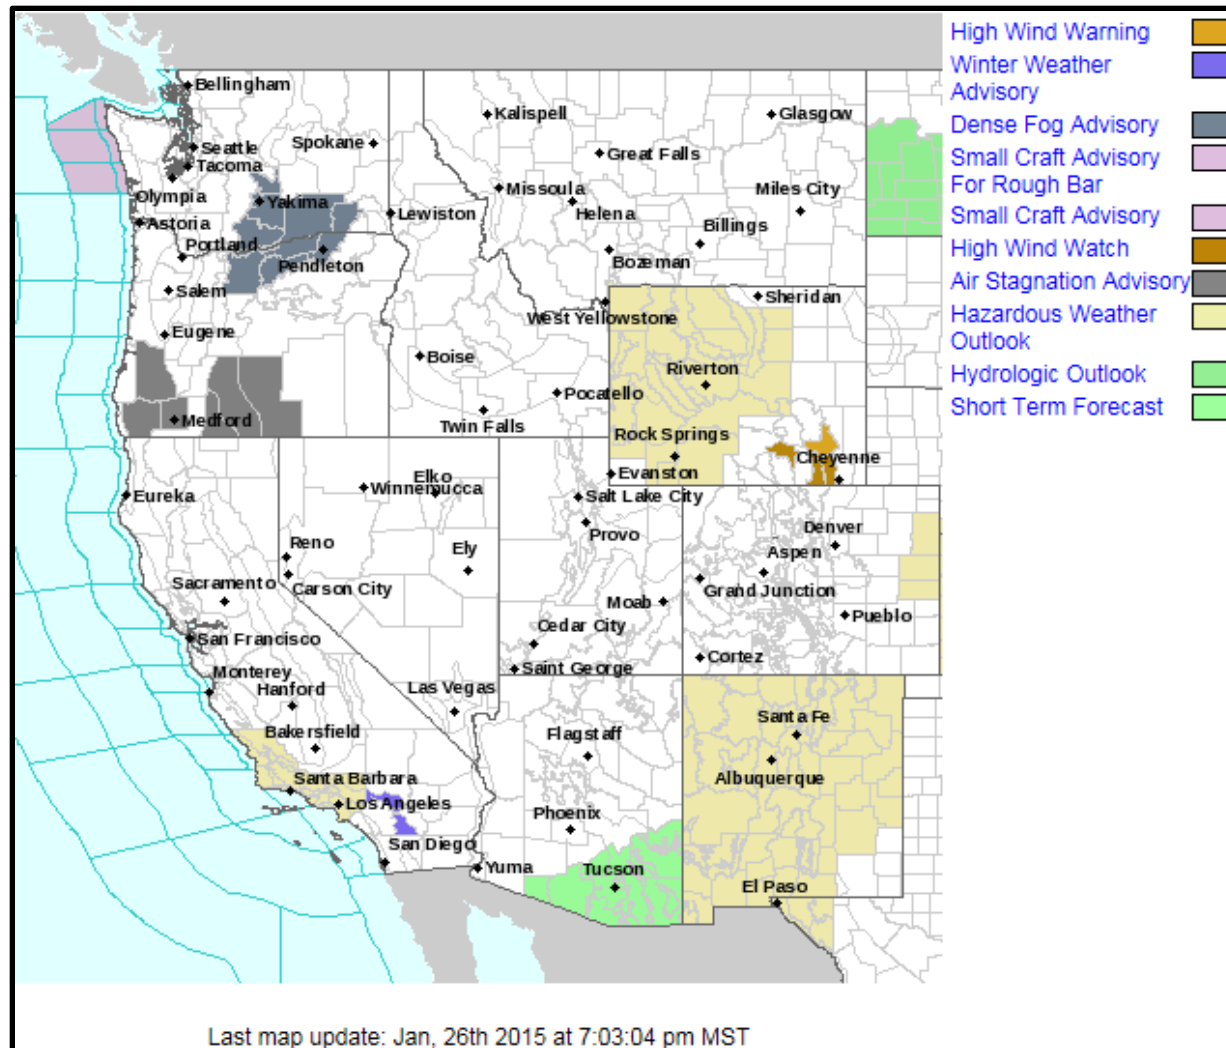 High Wind Warning
Winter Weather
Advisory
Dense Fog Advisory
Small Craft Advisory
For Rough Bar
Small Craft Advisory
High Wind Watch
Air Stagnation Advisory
Hazardous Weather
Outlook
Hydrologic Outlook
Short Term Forecast
Bellingham
Kalispell
Glasgow
Seattle
Spokane
Great Falls
Tacoma
Missoula
Miles City
Olympia
Yakima
Helena
Lewiston
Astoria
Billings
Portland
Pendleton
Bozeman
Salem
Sheridan
West Yellowstone
Eugene
Boise
Riverton
Pocatello
Medford
Twin Falls
Rock Springs
Cheyenne
Evanston
Elko
Winnemucca
Eureka
Salt Lake City
Provo
Denver
Reno
Ely
Aspen
Sacramento
Carson City
Grand Junction
Moab
Pueblo
Cedar City
San Francisco
Cortez
Saint George
Monterey
Hanford
Las Vegas
Santa Fe
Bakersfield
Flagstaff
Albuquerque
Santa Barbara
Los Angeles
Phoenix
San Diego
Yuma
Tucson
El Paso
Last map update: Jan, 26th 2015 at 7:03:04 pm MST